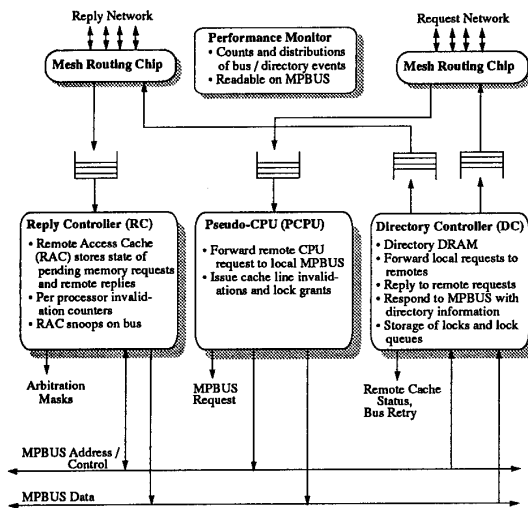 Reply Network
Mesh Routing Chip
Performance Monitor
• Counts and distributions
of bus / directory events
• Readable on MPBUS
Request Network
Mesh Routing Chip
Reply Controller (RC)
• Remote Access Cache
(RAC) stores state of
pending memory requests
and remote replies
• Per processor invalid-
ation counters
• RAC snoops on bus
Pseudo-CPU (PCPU)
• Forward remote CPU
request to local MPBUS
• Issue cache line invalid-
ations and lock grants
Directory Controller (DC)
• Directory DRAM
• Forward local requests to
remotes
• Reply to remote requests
• Respond to MPBUS with
directory information
• Storage of locks and lock
queues
Arbitration
Masks
MPBUS
Request
Remote Cache
Status,
Bus Retry
MPBUS Address /
Control
MPBUS Data